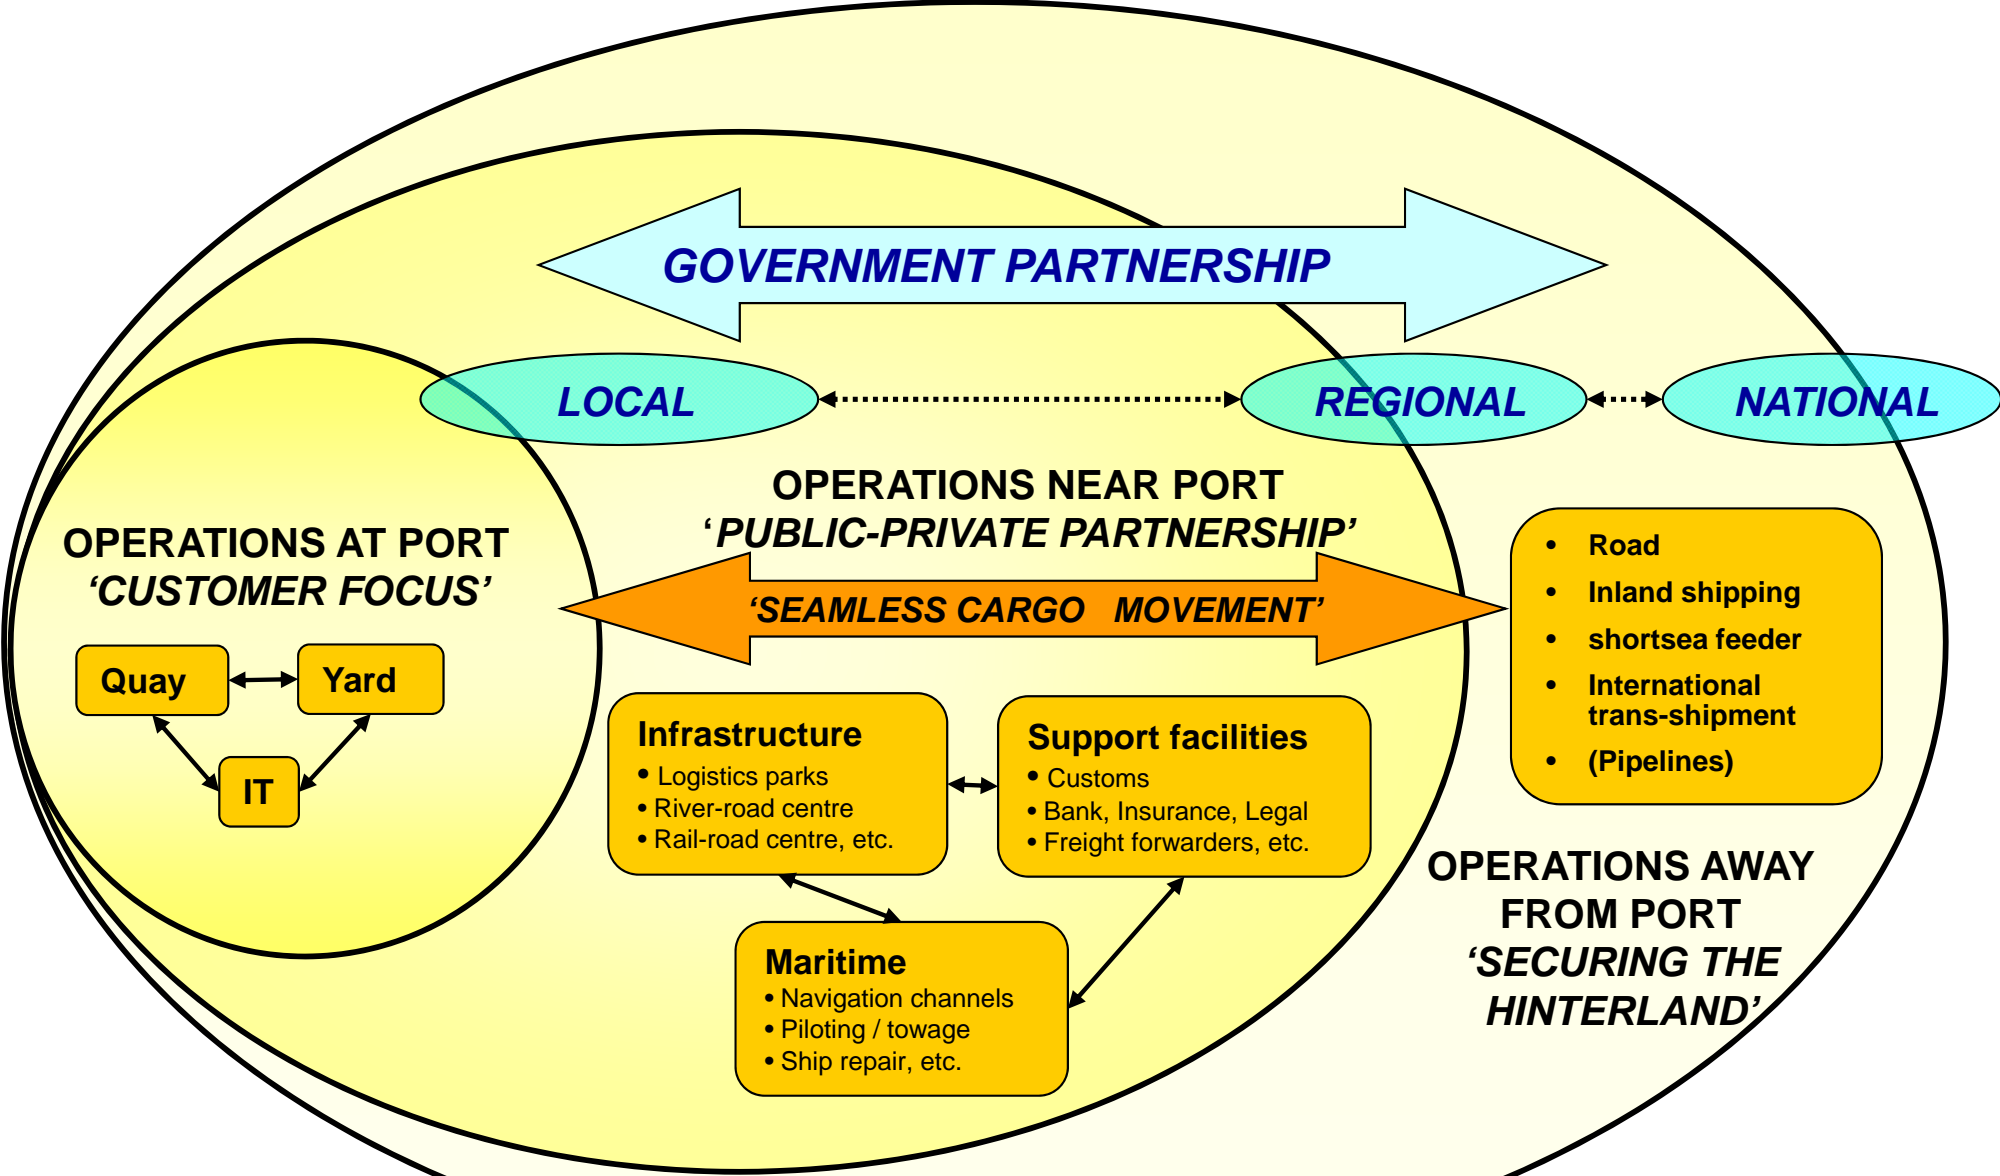 GOVERNMENT PARTNERSHIP
LOCAL
REGIONAL
NATIONAL
OPERATIONS AT PORT
‘CUSTOMER FOCUS’
Quay
Yard
IT
OPERATIONS NEAR PORT
‘PUBLIC-PRIVATE PARTNERSHIP’
‘SEAMLESS CARGO MOVEMENT’
Infrastructure
• Logistics parks
• River-road centre
• Rail-road centre, etc.
Support facilities
• Customs
• Bank, Insurance, Legal
• Freight forwarders, etc.
Maritime
• Navigation channels
• Piloting / towage
• Ship repair, etc.
• Road
• Inland shipping
• shortsea feeder
• International
trans-shipment
• (Pipelines)
OPERATIONS AWAY
FROM PORT
‘SECURING THE
HINTERLAND’